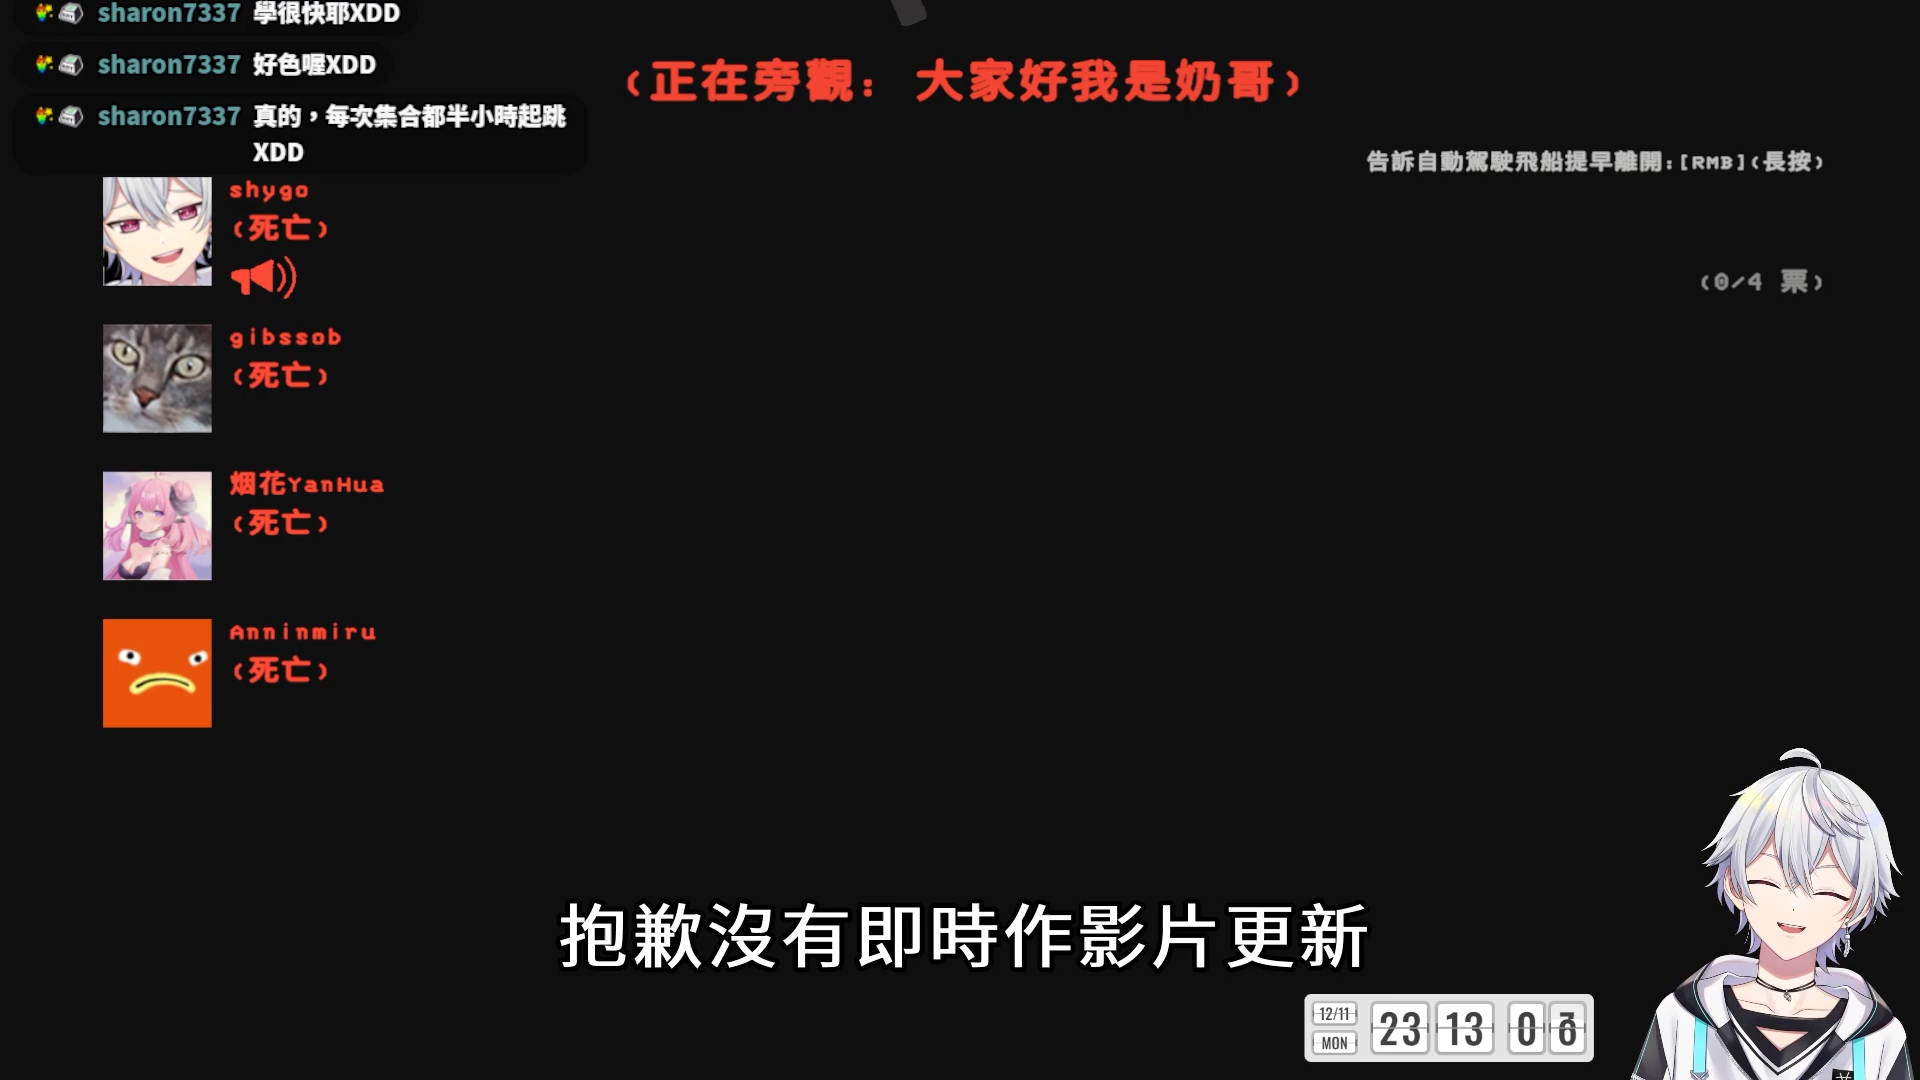 sharon7337 學很快耶XDD
sharon7337 好色喔XDD
sharon7337 真的，每次集合都半小時起跳
XDD
(正在旁觀: 大家好我是奶哥)
告訴自動駕駛飛船提早離開:[RMB](長按)
(0/4 票)
shygo
(死亡)
gibssob
(死亡)
烟花YanHua
(死亡)
Anninmiru
(死亡)
抱歉沒有即時作影片更新
12/11
MON
23 13